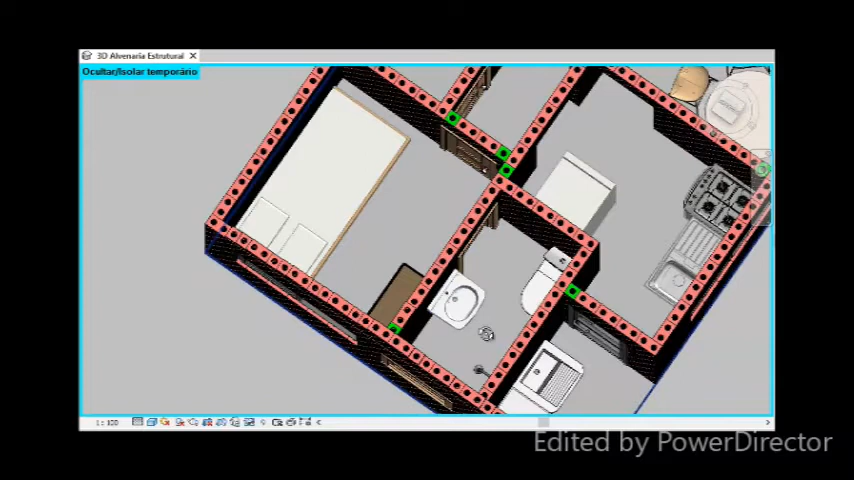 3D Alvenaria Estrutural
Ocultar/Isolar temporário
1 : 100
Edited by PowerDirector